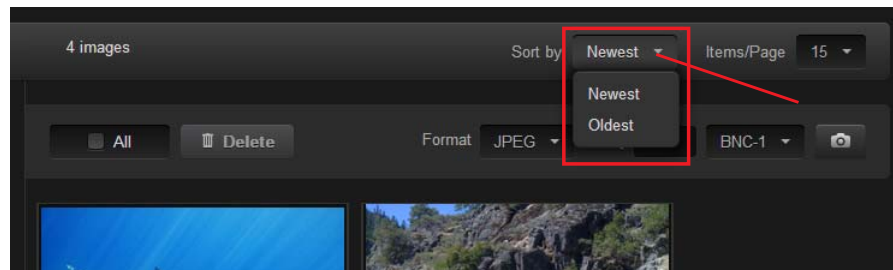 4 images
Sort by Newest Items/Page 15
Newest
Oldest
All Delete Format JPEG BNC-1